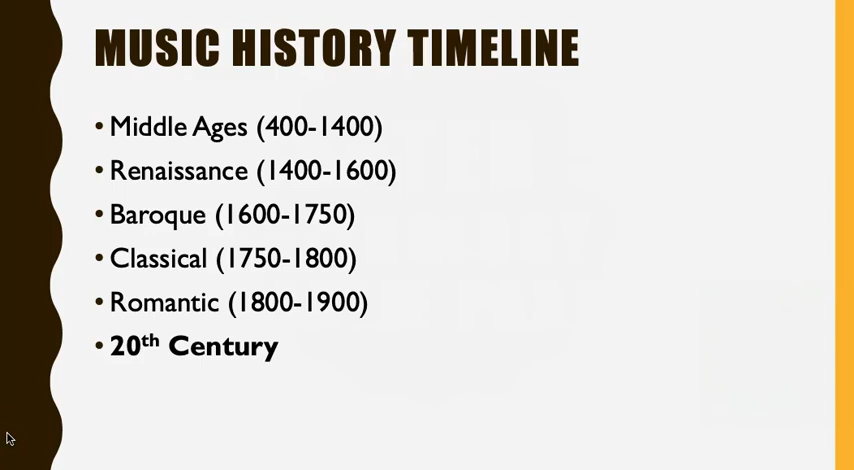 MUSIC HISTORY TIMELINE
• Middle Ages (400-1400)
• Renaissance (1400-1600)
• Baroque (1600-1750)
• Classical (1750-1800)
• Romantic (1800-1900)
• 20th Century